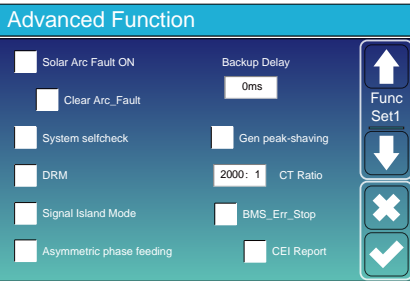 Advanced Function
Solar Arc Fault ON
Backup Delay
Clear Arc_Fault
0ms
Func
Set1
System selfcheck
Gen peak-shaving
DRM
2000: 1
CT Ratio
Signal Island Mode
BMS_Err_Stop
Asymmetric phase feeding
CEI Report